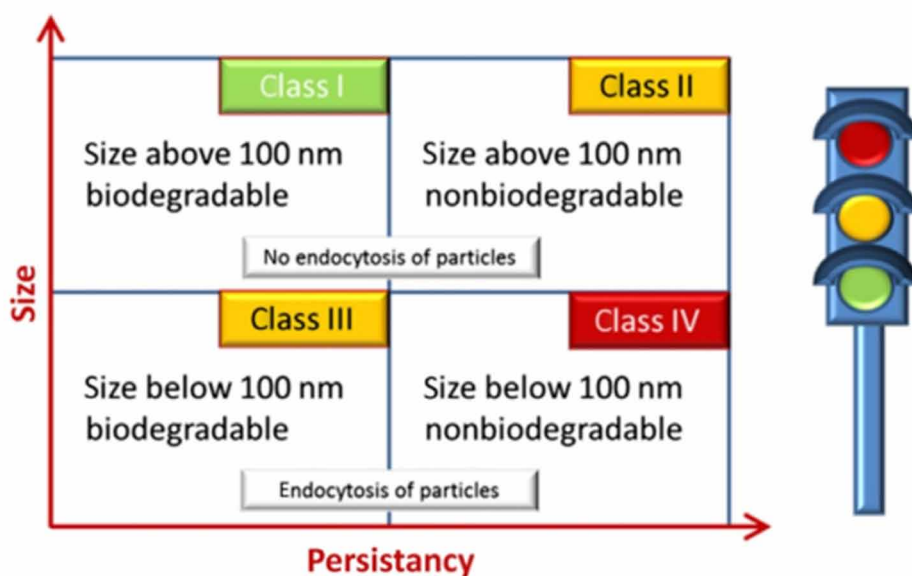 Class I
Class II
Size above 100 nm
biodegradable
Size above 100 nm
nonbiodegradable
No endocytosis of particles
Size
Class III
Class IV
Size below 100 nm
biodegradable
Size below 100 nm
nonbiodegradable
Endocytosis of particles
Persistancy